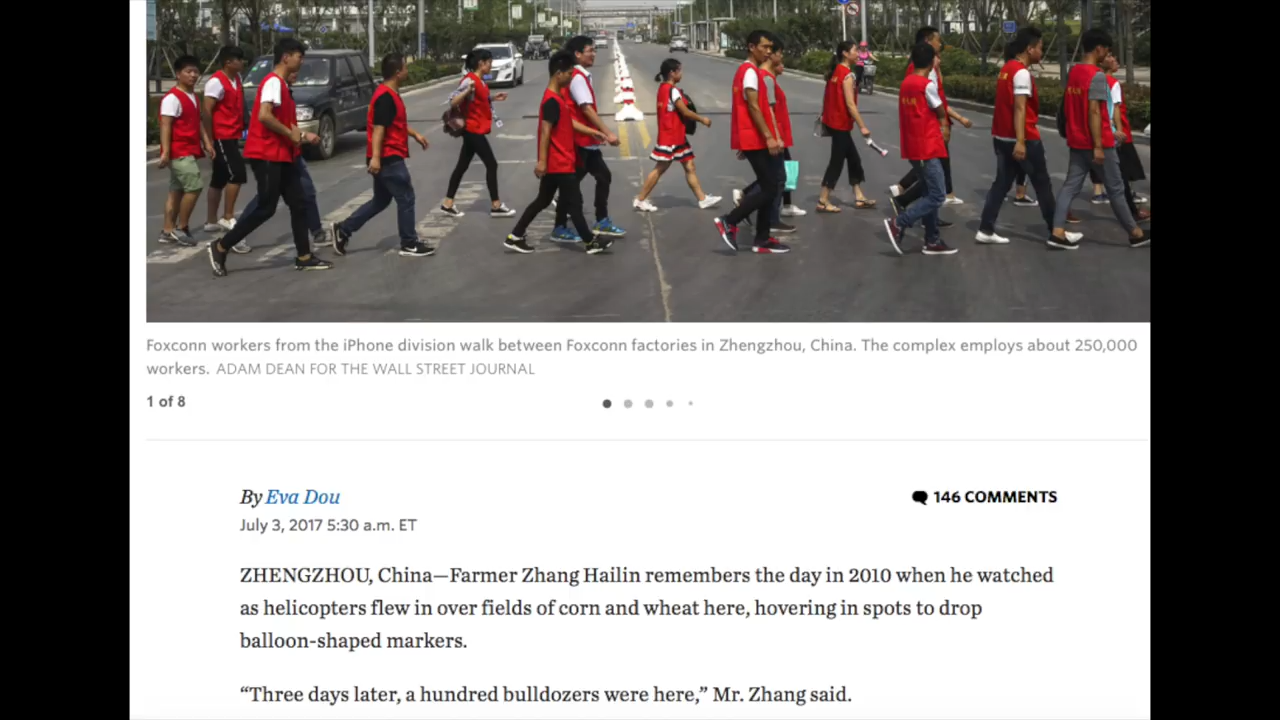 Foxconn workers from the iPhone division walk between Foxconn factories in Zhengzhou, China. The complex employs about 250,000
workers. ADAM DEAN FOR THE WALL STREET JOURNAL
1 of 8
By Eva Dou
146 COMMENTS
July 3, 2017 5:30 a.m. ET
ZHENGZHOU, China—Farmer Zhang Hailin remembers the day in 2010 when he watched
as helicopters flew in over fields of corn and wheat here, hovering in spots to drop
balloon-shaped markers.
“Three days later, a hundred bulldozers were here,” Mr. Zhang said.